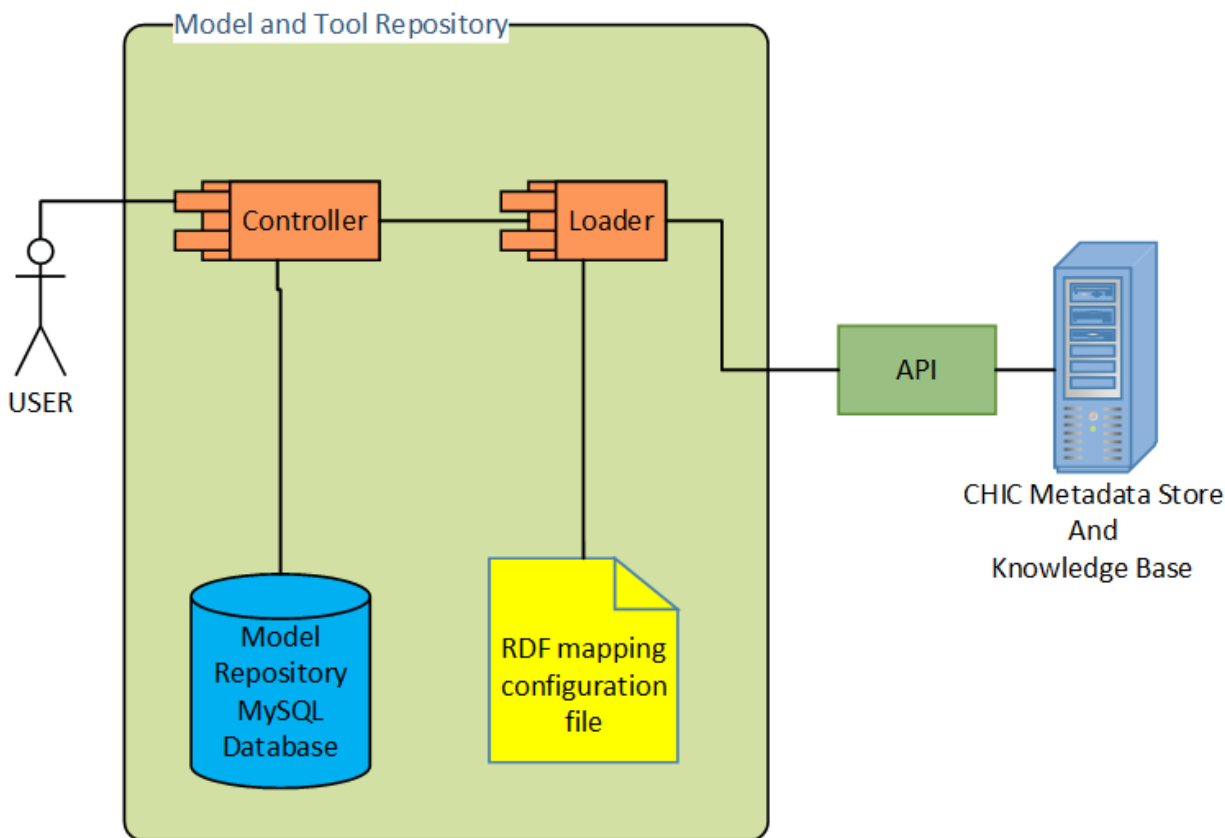 Model and Tool Repository
Controller
Loader
API
USER
CHIC Metadata Store
And
Knowledge Base
Model
Repository
MySQL
Database
RDF mapping
configuration
file